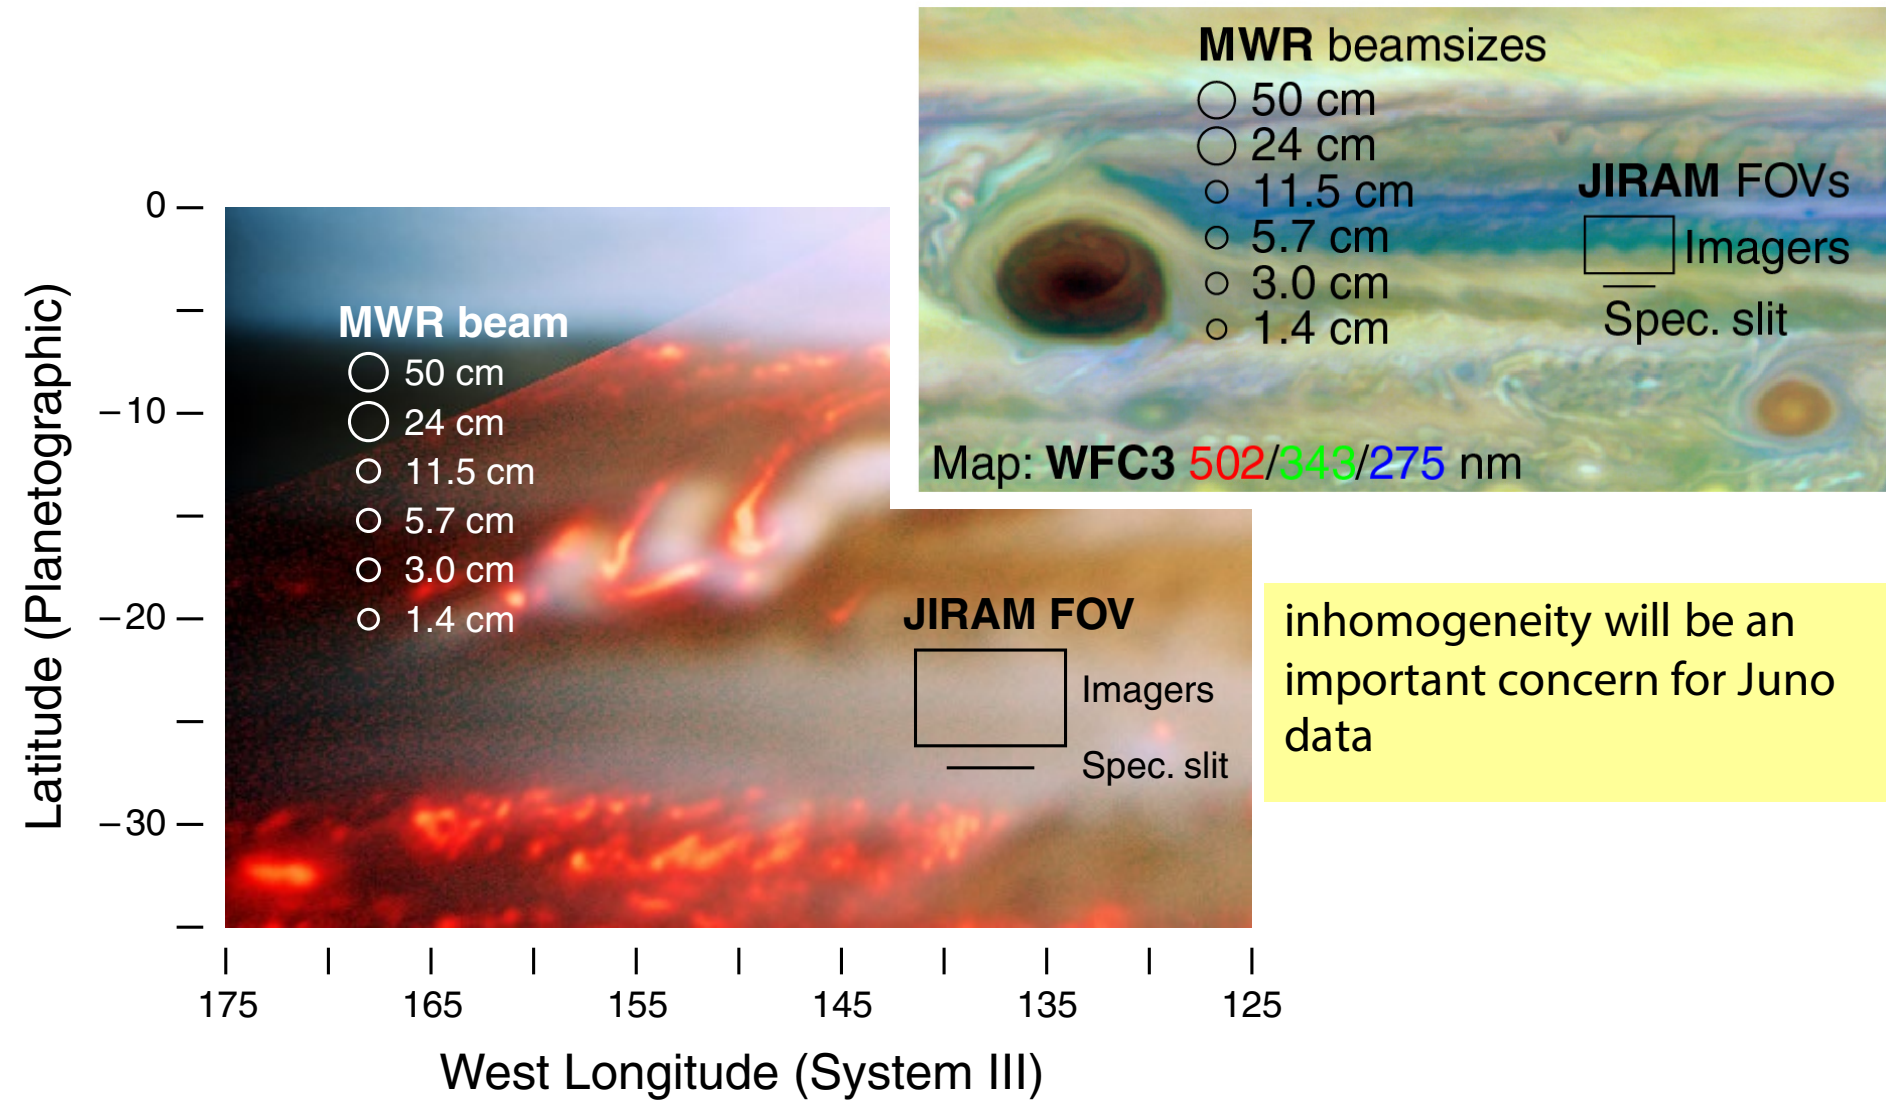 MWR beamsizes
50 cm
24 cm
11.5 cm
5.7 cm
3.0 cm
1.4 cm
JIRAM FOVs
Imagers
Spec. slit
Map: WFC3 502/343/275 nm
Latitude (Planetographic)
0
−10
−20
−30
MWR beam
50 cm
24 cm
11.5 cm
5.7 cm
3.0 cm
1.4 cm
JIRAM FOV
Imagers
Spec. slit
175 165 155 145 135 125
West Longitude (System III)
inhomogeneity will be an
important concern for Juno
data